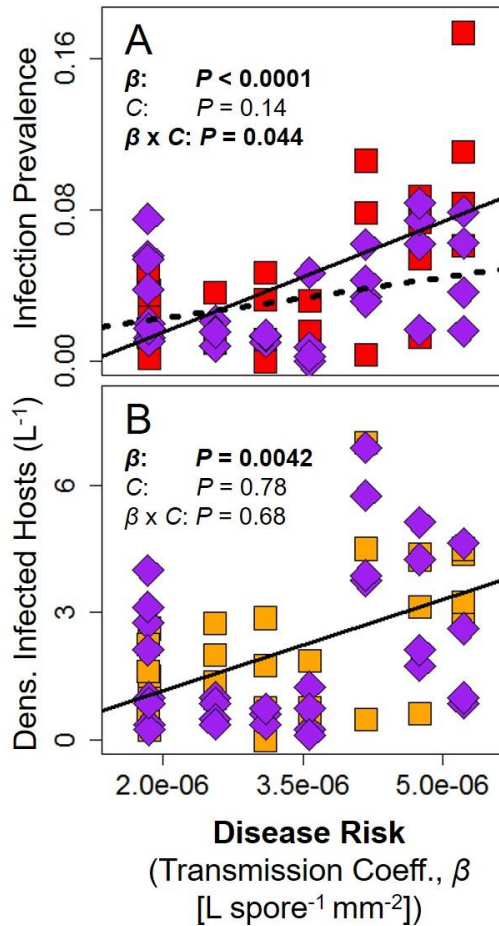 A
β: P < 0.0001
C: P = 0.14
β x C: P = 0.044
Infection Prevalence
0.16
0.08
0.00
B
β: P = 0.0042
C: P = 0.78
β x C: P = 0.68
Dens. Infected Hosts (L⁻¹)
6
3
0
2.0e-06 3.5e-06 5.0e-06
Disease Risk
(Transmission Coeff., β
[L spore⁻¹ mm⁻²])